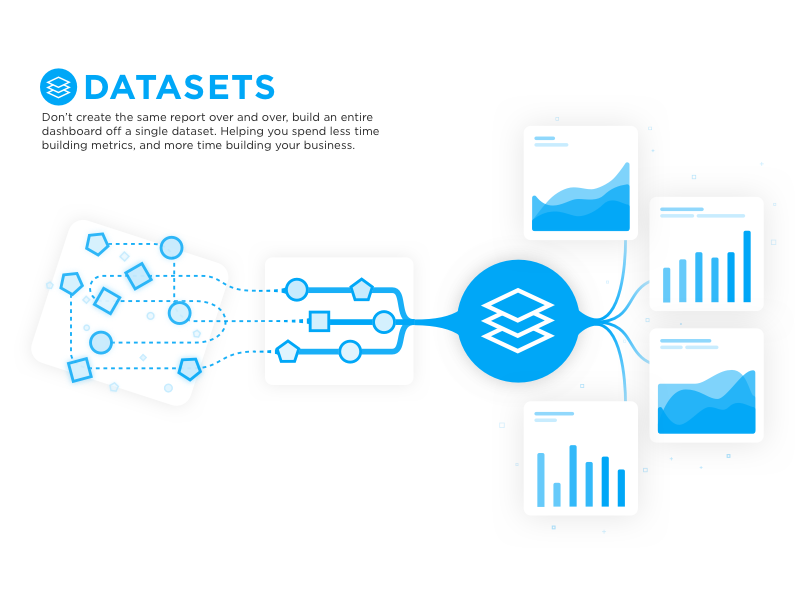 DATASETS
Don't create the same report over and over, build an entire
dashboard off a single dataset. Helping you spend less time
building metrics, and more time building your business.